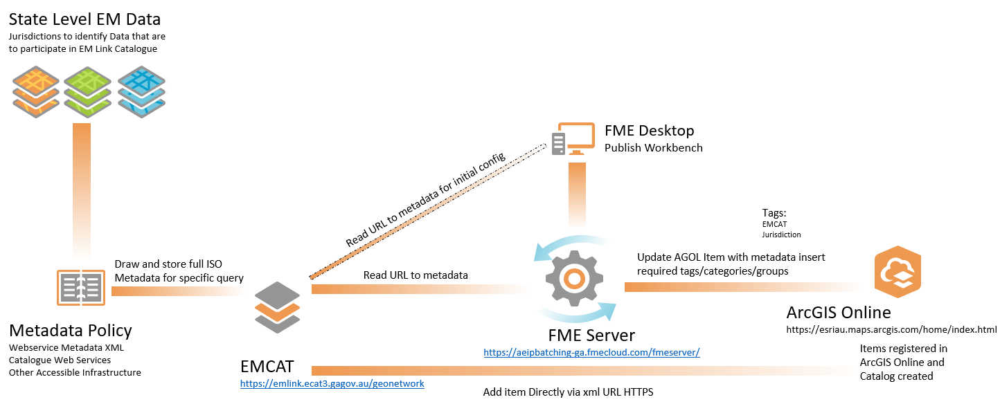 State Level EM Data
Jurisdictions to identify Data that are
to participate in EM Link Catalogue
FME Desktop
Publish Workbench
Read URL to metadata for initial config
Tags:
EMCAT
Jurisdiction
Draw and store full ISO
Metadata for specific query
Read URL to metadata
Update AGOL Item with metadata insert
required tags/categories/groups
Metadata Policy
Webservice Metadata XML
Catalogue Web Services
Other Accessible Infrastructure
EMCAT
https://emlink.ecat3.gagov.au/geonetwork
FME Server
https://aeipbatching-ga.fmecloud.com/fmeserver/
ArcGIS Online
https://esriau.maps.arcgis.com/home/index.html
Items registered in
ArcGIS Online and
Catalog created
Add item Directly via xml URL HTTPS